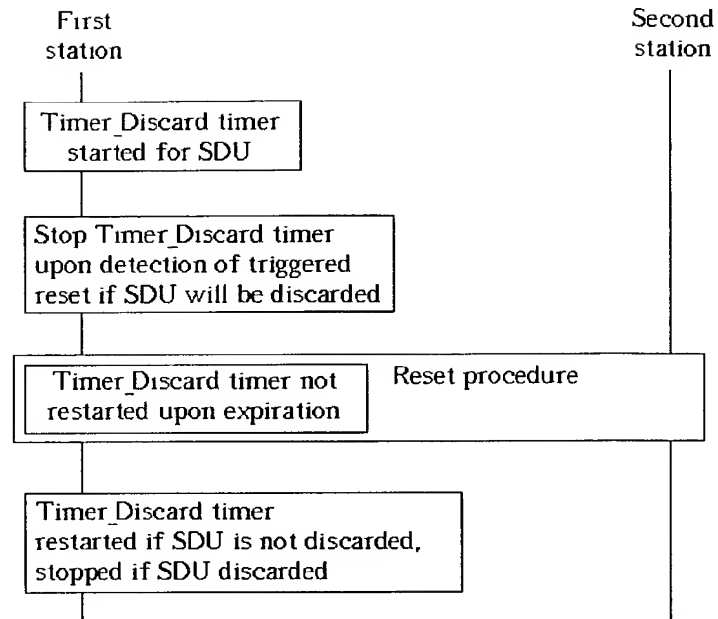 First
station
Second
station
Timer_Discard timer
started for SDU
Stop Timer_Discard timer
upon detection of triggered
reset if SDU will be discarded
Timer_Discard timer not
restarted upon expiration
Reset procedure
Timer_Discard timer
restarted if SDU is not discarded,
stopped if SDU discarded